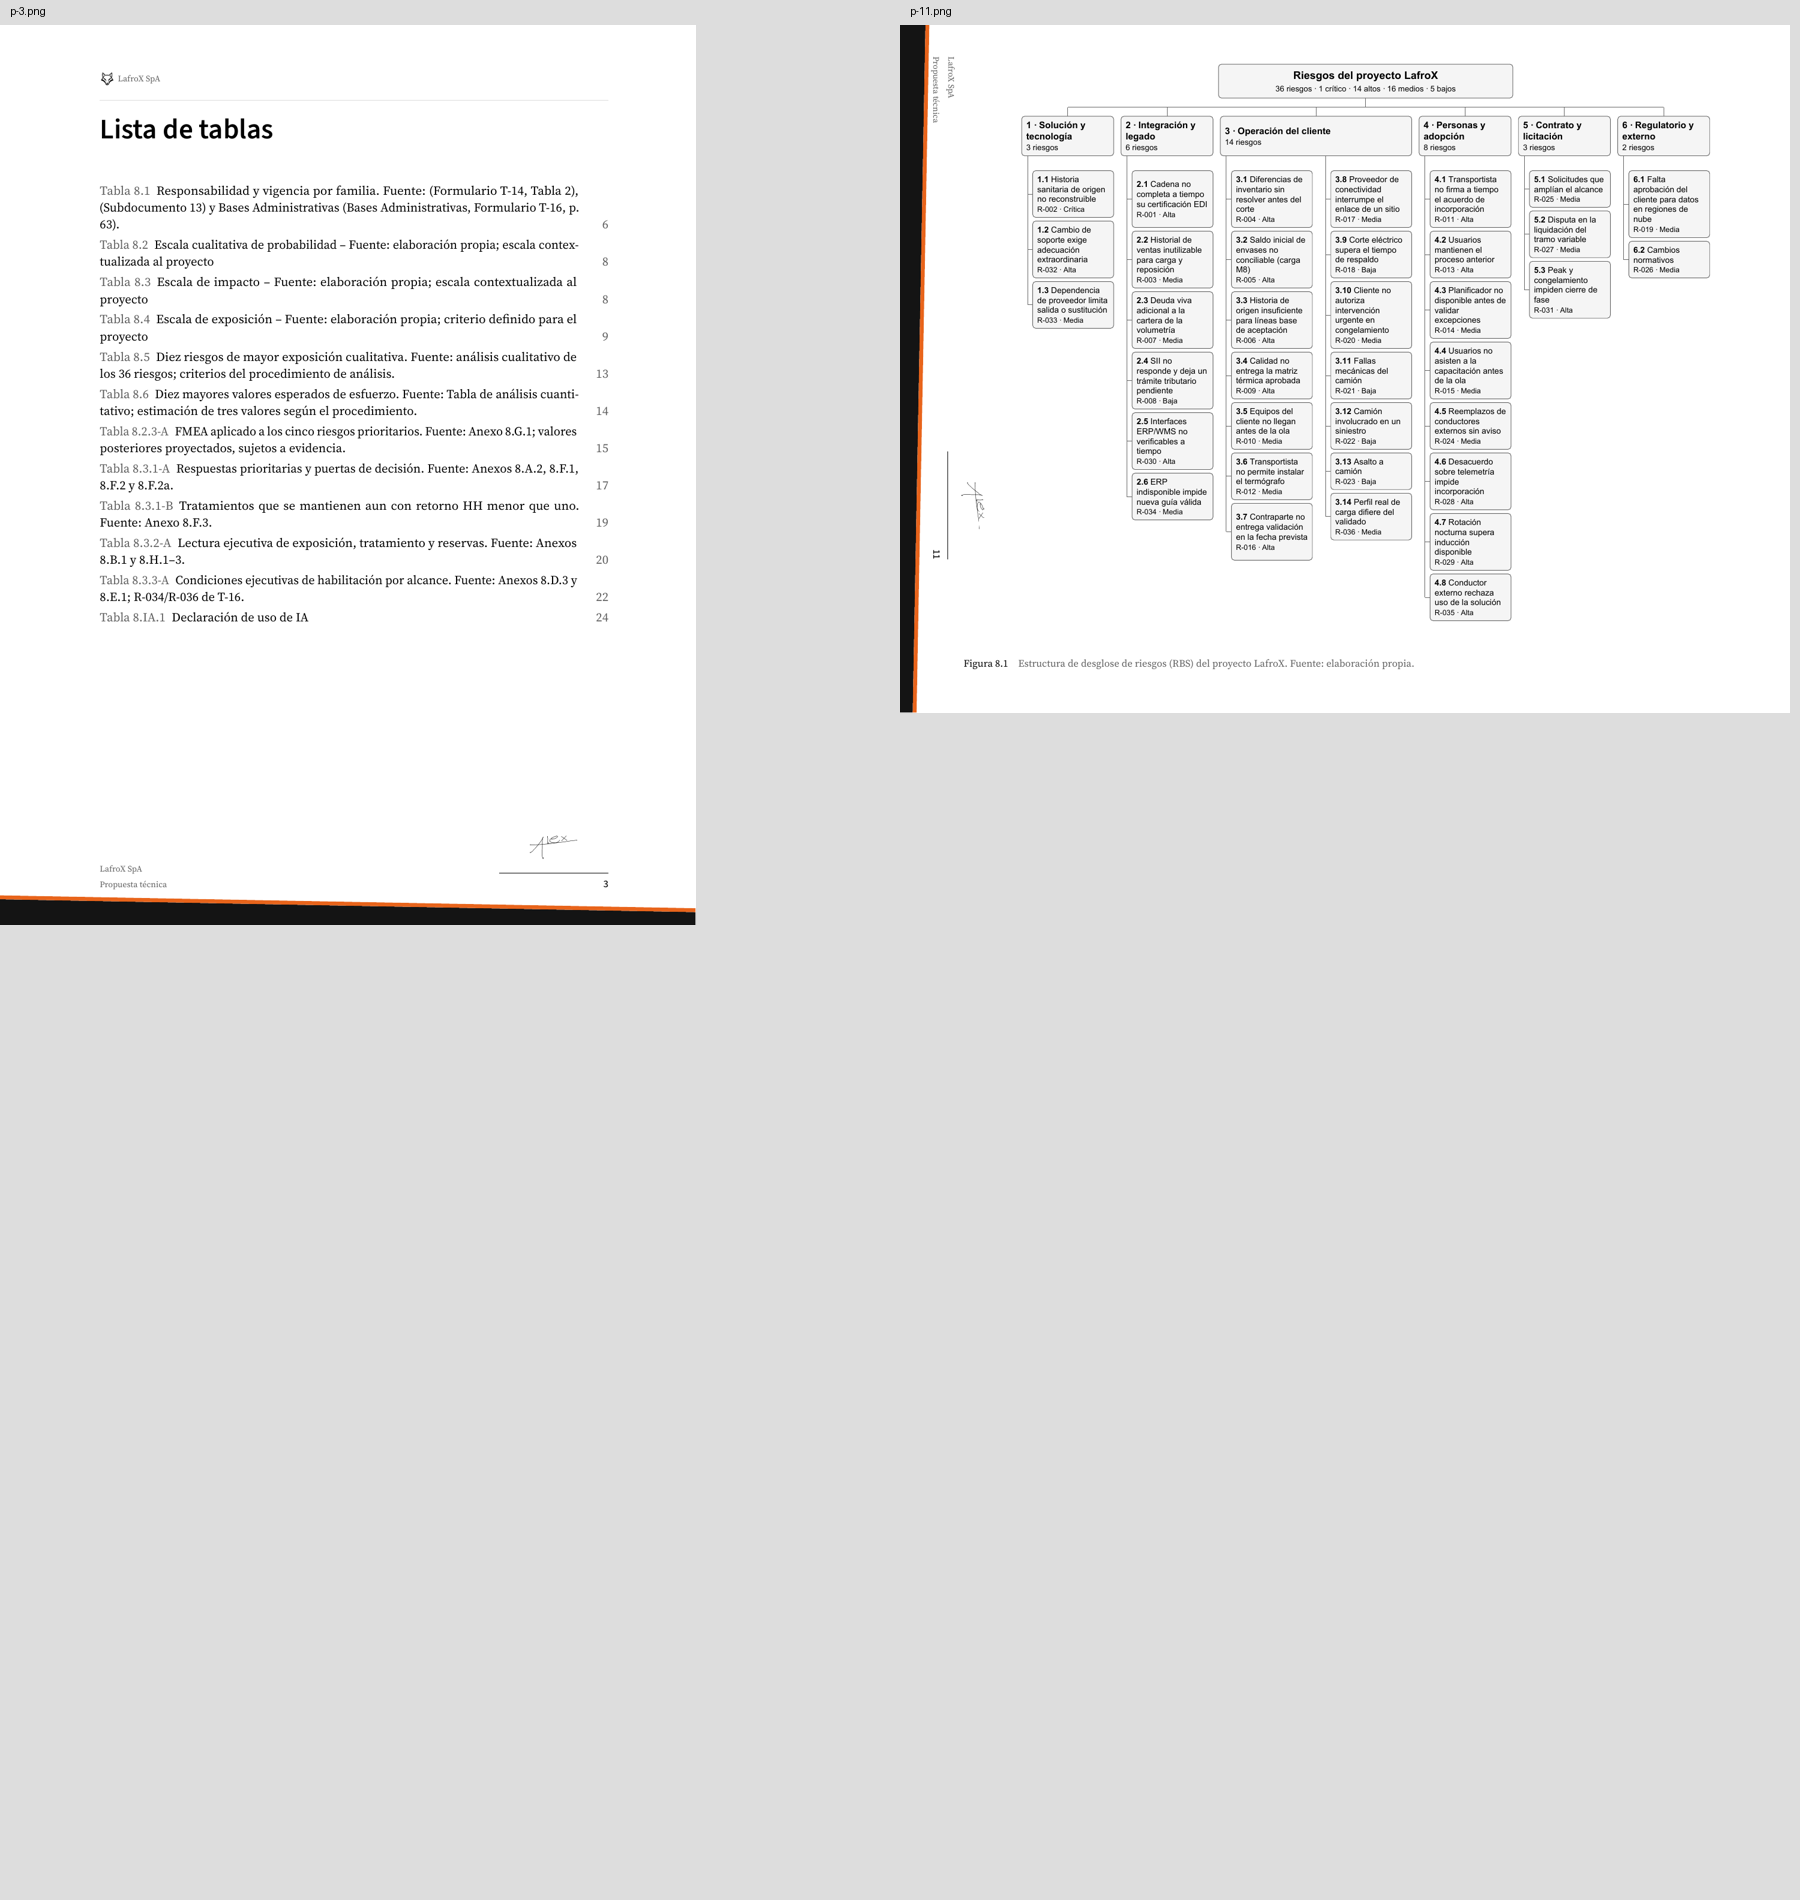 p-3.png
LafroX SpA
Lista de tablas
Tabla 8.1 Responsabilidad y vigencia por familia. Fuente: (Formulario T-14, Tabla 2),
(Subdocumento 13) y Bases Administrativas (Bases Administrativas, Formulario T-16, p.
63). 6
Tabla 8.2 Escala cualitativa de probabilidad – Fuente: elaboración propia; escala contex-
tualizada al proyecto 8
Tabla 8.3 Escala de impacto – Fuente: elaboración propia; escala contextualizada al
proyecto 8
Tabla 8.4 Escala de exposición – Fuente: elaboración propia; criterio definido para el
proyecto 9
Tabla 8.5 Diez riesgos de mayor exposición cualitativa. Fuente: análisis cualitativo de
los 36 riesgos; criterios del procedimiento de análisis. 13
Tabla 8.6 Diez mayores valores esperados de esfuerzo. Fuente: Tabla de análisis cuanti-
tativo; estimación de tres valores según el procedimiento. 14
Tabla 8.2.3-A FMEA aplicado a los cinco riesgos prioritarios. Fuente: Anexo 8.G.1; valores
posteriores proyectados, sujetos a evidencia. 15
Tabla 8.3.1-A Respuestas prioritarias y puertas de decisión. Fuente: Anexos 8.A.2, 8.F.1,
8.F.2 y 8.F.2a. 17
Tabla 8.3.1-B Tratamientos que se mantienen aun con retorno HH menor que uno.
Fuente: Anexo 8.F.3. 19
Tabla 8.3.2-A Lectura ejecutiva de exposición, tratamiento y reservas. Fuente: Anexos
8.B.1 y 8.H.1–3. 20
Tabla 8.3.3-A Condiciones ejecutivas de habilitación por alcance. Fuente: Anexos 8.D.3 y
8.E.1; R-034/R-036 de T-16. 22
Tabla 8.IA.1 Declaración de uso de IA 24
Alex
LafroX SpA
Propuesta técnica 3
p-11.png
LafroX SpA
Propuesta técnica
Alex
11
Riesgos del proyecto LafroX
36 riesgos · 1 crítico · 14 altos · 16 medios · 5 bajos
1 · Solución y
tecnología
3 riesgos
1.1 Historia
sanitaria de origen
no reconstruible
R-002 · Crítica
1.2 Cambio de
soporte exige
adecuación
extraordinaria
R-032 · Alta
1.3 Dependencia
de proveedor limita
salida o sustitución
R-033 · Media
2 · Integración y
legado
6 riesgos
2.1 Cadena no
completa a tiempo
su certificación EDI
R-001 · Alta
2.2 Historial de
ventas inutilizable
para carga y
reposición
R-003 · Media
2.3 Deuda viva
adicional a la
cartera de la
volumetría
R-007 · Media
2.4 SII no
responde y deja un
trámite tributario
pendiente
R-008 · Baja
2.5 Interfaces
ERP/WMS no
verificables a
tiempo
R-030 · Alta
2.6 ERP
indisponible impide
nueva guía válida
R-034 · Media
3 · Operación del cliente
14 riesgos
3.1 Diferencias de
inventario sin
resolver antes del
corte
R-004 · Alta
3.2 Saldo inicial de
envases no
conciliable (carga
M8)
R-005 · Alta
3.3 Historia de
origen insuficiente
para líneas base
de aceptación
R-006 · Alta
3.4 Calidad no
entrega la matriz
térmica aprobada
R-009 · Alta
3.5 Equipos del
cliente no llegan
antes de la ola
R-010 · Media
3.6 Transportista
no permite instalar
el termógrafo
R-012 · Media
3.7 Contraparte no
entrega validación
en la fecha prevista
R-016 · Alta
3.8 Proveedor de
conectividad
interrumpe el
enlace de un sitio
R-017 · Media
3.9 Corte eléctrico
supera el tiempo
de respaldo
R-018 · Baja
3.10 Cliente no
autoriza
intervención
urgente en
congelamiento
R-020 · Media
3.11 Fallas
mecánicas del
camión
R-021 · Baja
3.12 Camión
involucrado en un
siniestro
R-022 · Baja
3.13 Asalto a
camión
R-023 · Baja
3.14 Perfil real de
carga difiere del
validado
R-036 · Media
4 · Personas y
adopción
8 riesgos
4.1 Transportista
no firma a tiempo
el acuerdo de
incorporación
R-011 · Alta
4.2 Usuarios
mantienen el
proceso anterior
R-013 · Alta
4.3 Planificador no
disponible antes de
validar
excepciones
R-014 · Media
4.4 Usuarios no
asisten a la
capacitación antes
de la ola
R-015 · Media
4.5 Reemplazos de
conductores
externos sin aviso
R-024 · Media
4.6 Desacuerdo
sobre telemetría
impide
incorporación
R-028 · Alta
4.7 Rotación
nocturna supera
inducción
disponible
R-029 · Alta
4.8 Conductor
externo rechaza
uso de la solución
R-035 · Alta
5 · Contrato y
licitación
3 riesgos
5.1 Solicitudes que
amplían el alcance
R-025 · Media
5.2 Disputa en la
liquidación del
tramo variable
R-027 · Media
5.3 Peak y
congelamiento
impiden cierre de
fase
R-031 · Alta
6 · Regulatorio y
externo
2 riesgos
6.1 Falta
aprobación del
cliente para datos
en regiones de
nube
R-019 · Media
6.2 Cambios
normativos
R-026 · Media
Figura 8.1 Estructura de desglose de riesgos (RBS) del proyecto LafroX. Fuente: elaboración propia.